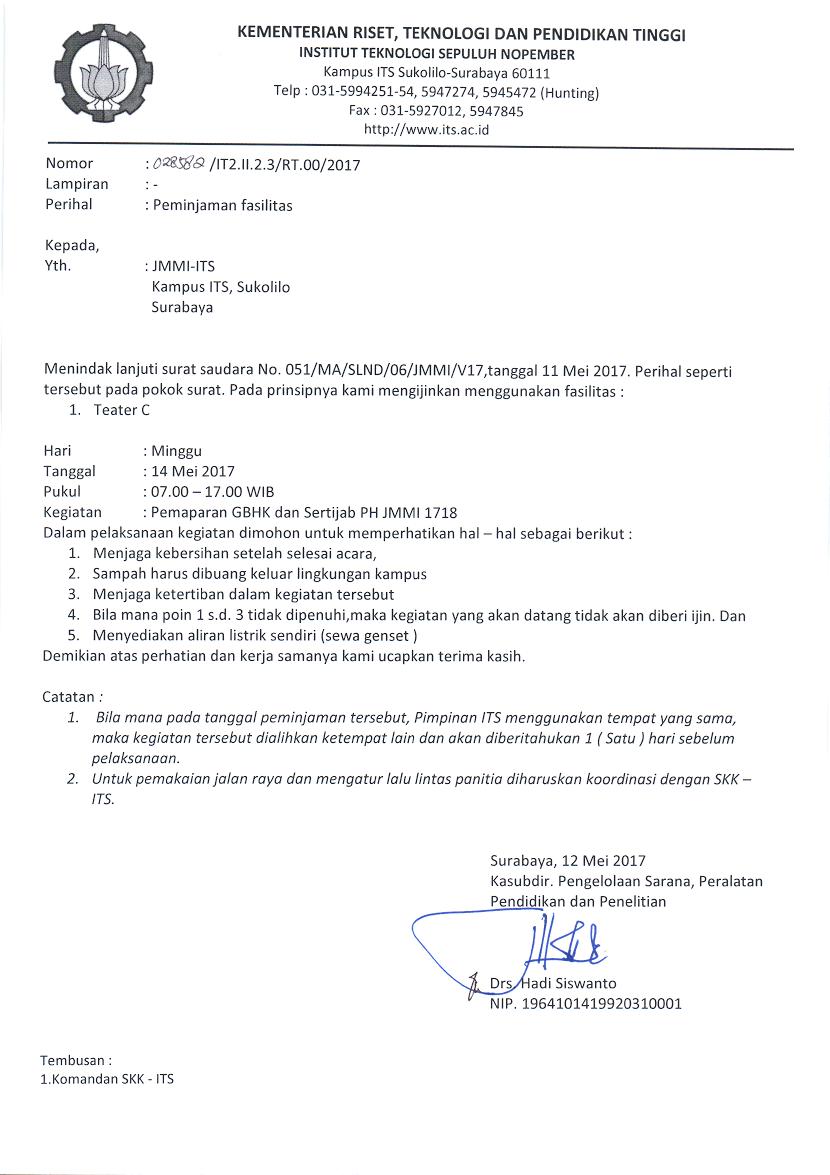 KEMENTERIAN RISET, TEKNOLOGI DAN PENDIDIKAN TINGGI
INSTITUT TEKNOLOGI SEPULUH NOPEMBER
Kampus ITS Sukolilo-Surabaya 60111
Telp : 031-5994251-54, 5947274, 5945472 (Hunting)
Fax : 031-5927012, 5947845
http://www.its.ac.id
Nomor : 028582 /IT2.II.2.3/RT.00/2017
Lampiran : -
Perihal : Peminjaman fasilitas
Kepada,
Yth. : JMMI-ITS
Kampus ITS, Sukolilo
Surabaya
Menindak lanjuti surat saudara No. 051/MA/SLND/06/JMMI/V17,tanggal 11 Mei 2017. Perihal seperti
tersebut pada pokok surat. Pada prinsipnya kami mengijinkan menggunakan fasilitas :
1. Teater C
Hari : Minggu
Tanggal : 14 Mei 2017
Pukul : 07.00 – 17.00 WIB
Kegiatan : Pemaparan GBHK dan Sertijab PH JMMI 1718
Dalam pelaksanaan kegiatan dimohon untuk memperhatikan hal – hal sebagai berikut :
1. Menjaga kebersihan setelah selesai acara,
2. Sampah harus dibuang keluar lingkungan kampus
3. Menjaga ketertiban dalam kegiatan tersebut
4. Bila mana poin 1 s.d. 3 tidak dipenuhi,maka kegiatan yang akan datang tidak akan diberi ijin. Dan
5. Menyediakan aliran listrik sendiri (sewa genset )
Demikian atas perhatian dan kerja samanya kami ucapkan terima kasih.
Catatan :
1. Bila mana pada tanggal peminjaman tersebut, Pimpinan ITS menggunakan tempat yang sama,
maka kegiatan tersebut dialihkan ketempat lain dan akan diberitahukan 1 ( Satu ) hari sebelum
pelaksanaan.
2. Untuk pemakaian jalan raya dan mengatur lalu lintas panitia diharuskan koordinasi dengan SKK –
ITS.
Surabaya, 12 Mei 2017
Kasubdir. Pengelolaan Sarana, Peralatan
Pendidikan dan Penelitian
Drs. Hadi Siswanto
NIP. 1964101419920310001
Tembusan :
1.Komandan SKK - ITS